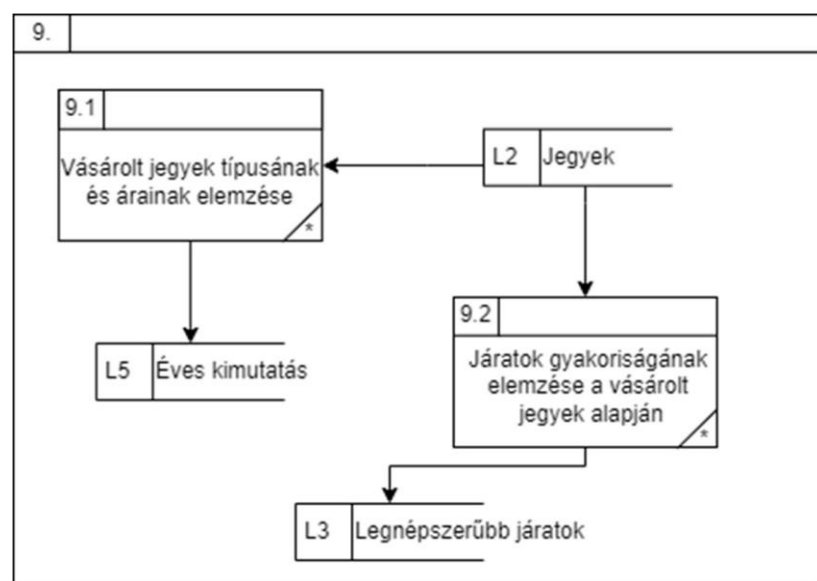 9.
9.1
Vásárolt jegyek típusának
és árainak elemzése
*
L2 Jegyek
9.2
Járatok gyakoriságának
elemzése a vásárolt
jegyek alapján
*
L5 Éves kimutatás
L3 Legnépszerűbb járatok